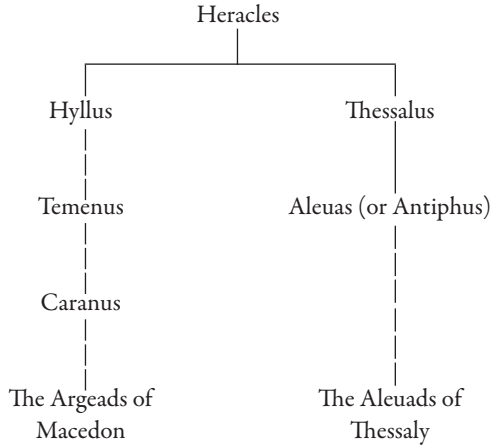 Heracles
Hyllus
Thessalus
Temenus
Aleuas (or Antiphus)
Caranus
The Argeads of
Macedon
The Aleuads of
Thessaly